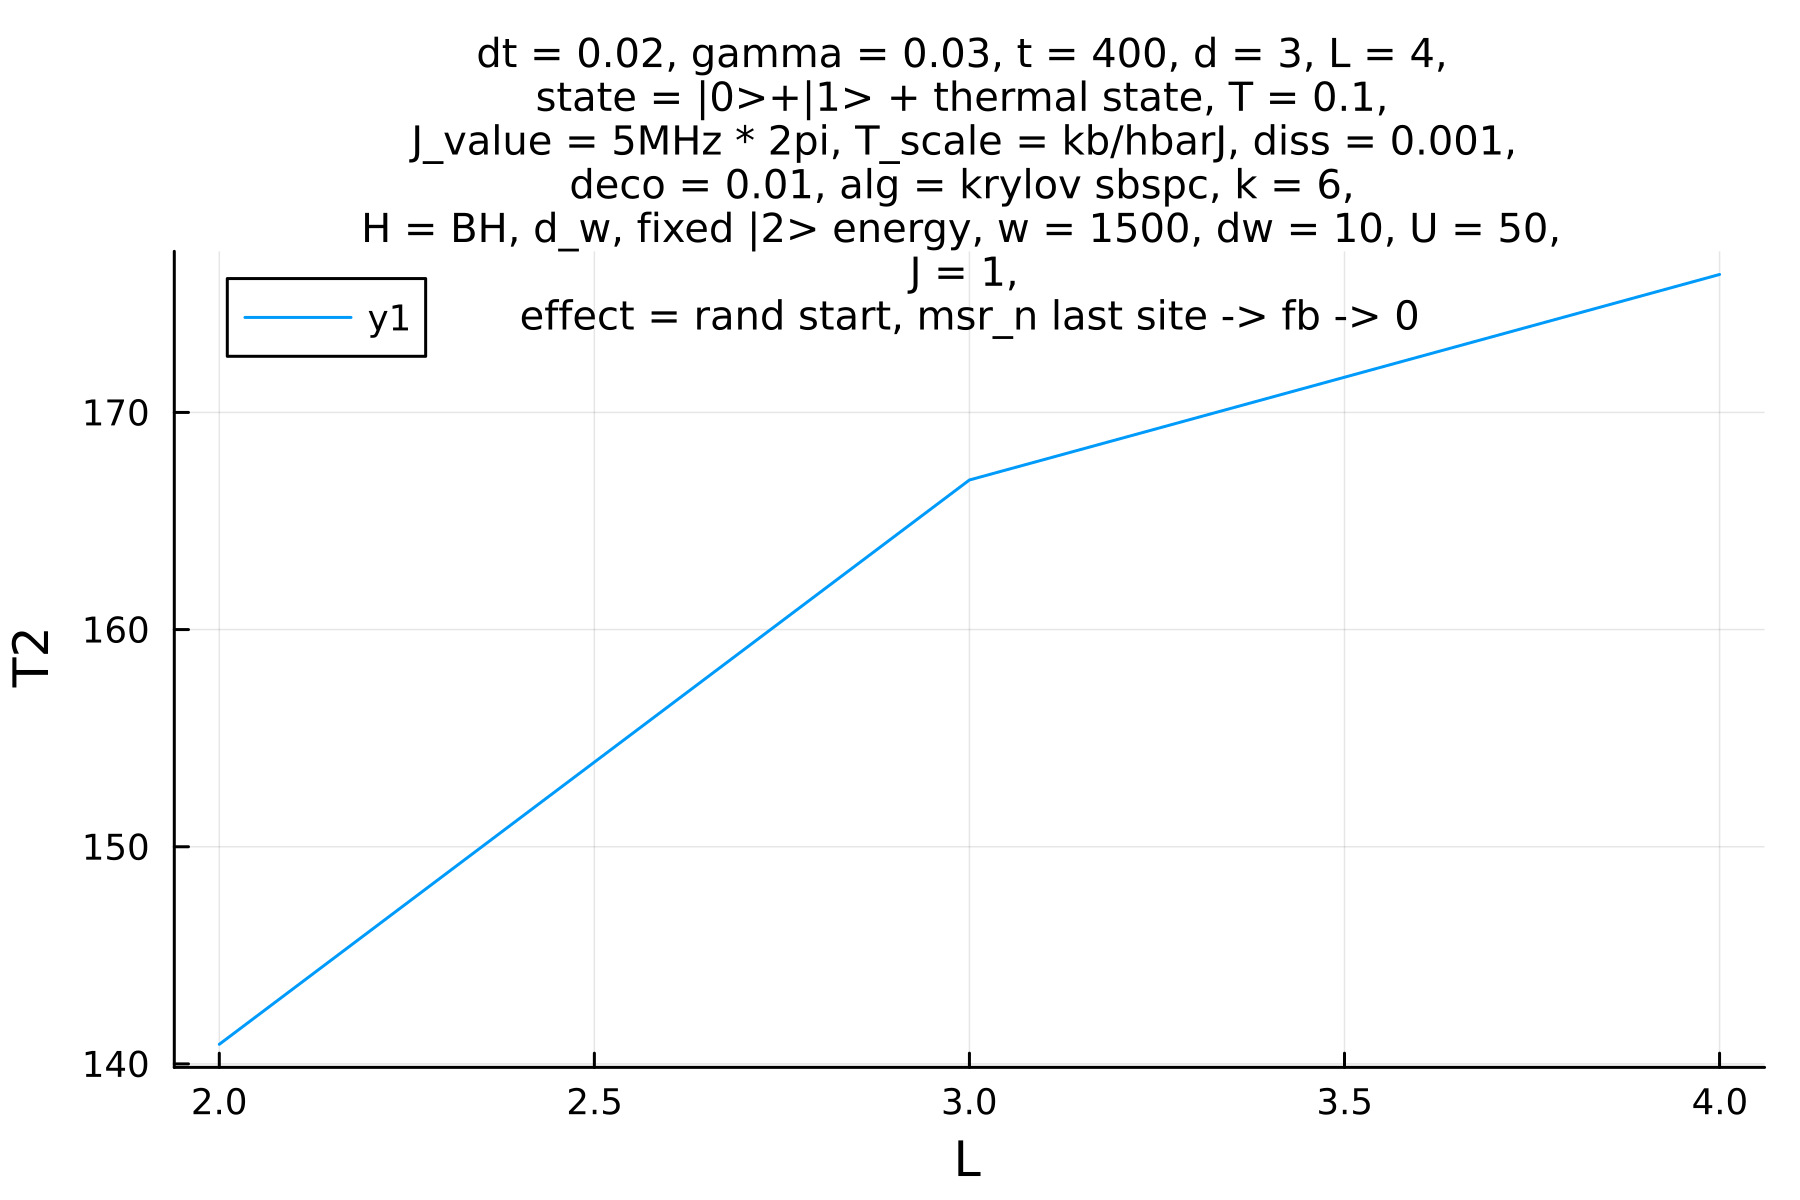 dt = 0.02, gamma = 0.03, t = 400, d = 3, L = 4,
state = |0>+|1> + thermal state, T = 0.1,
J_value = 5MHz * 2pi, T_scale = kb/hbarJ, diss = 0.001,
deco = 0.01, alg = krylov sbspc, k = 6,
H = BH, d_w, fixed |2> energy, w = 1500, dw = 10, U = 50,
J = 1,
effect = rand start, msr_n last site -> fb -> 0
y1
170
160
150
140
T2
2.0 2.5 3.0 3.5 4.0
L